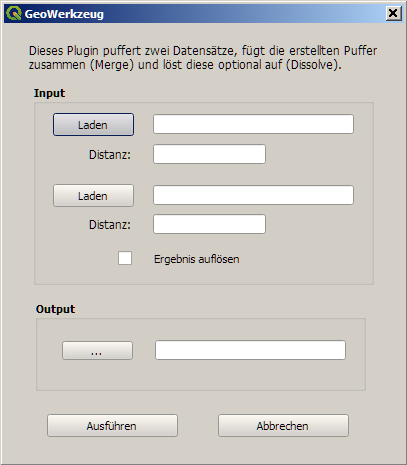 GeoWerkzeug
Dieses Plugin puffert zwei Datensätze, fügt die erstellten Puffer
zusammen (Merge) und löst diese optional auf (Dissolve).
Input
Laden
Distanz:
Laden
Distanz:
Ergebnis auflösen
Output
...
Ausführen Abbrechen